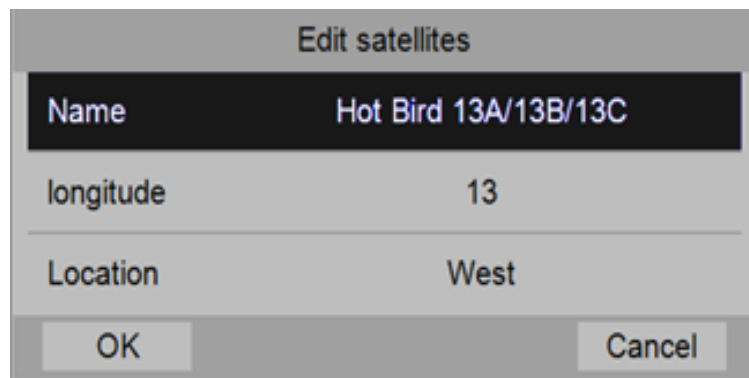 Edit satellites
Name Hot Bird 13A/13B/13C
longitude 13
Location West
OK Cancel